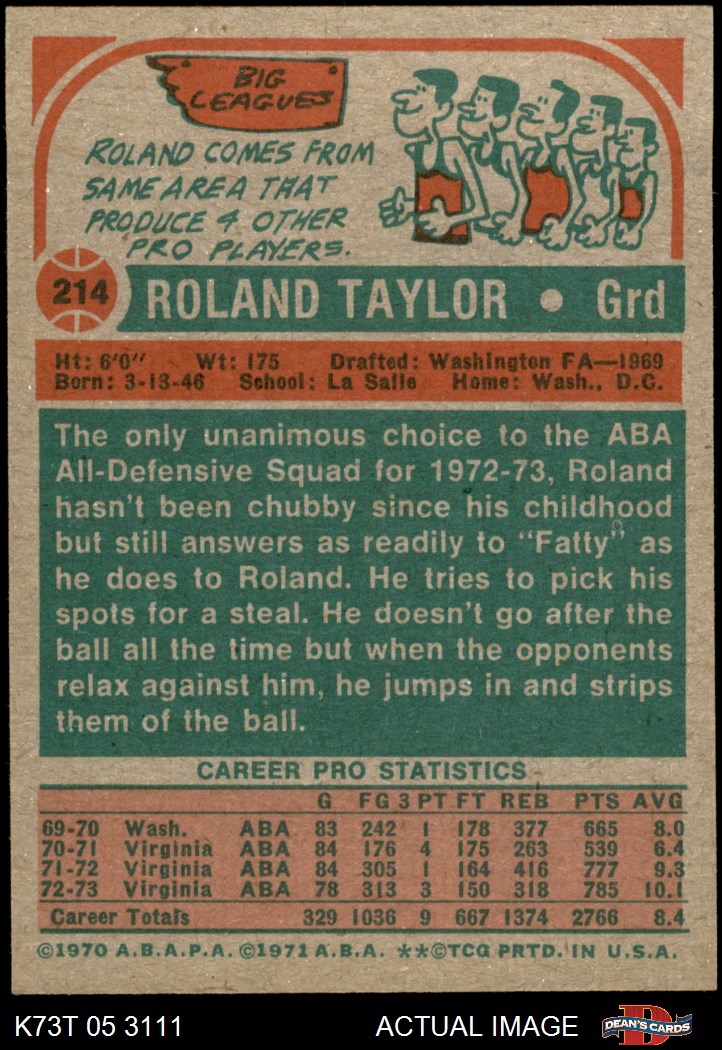 BIG
LEAGUES
ROLAND COMES FROM
SAME AREA THAT
PRODUCE 4 OTHER
PRO PLAYERS.
214 ROLAND TAYLOR • Grd
Ht: 6'0" Wt: 175 Drafted: Washington FA—1969
Born: 3-13-46 School: La Salle Home: Wash., D.C.
The only unanimous choice to the ABA
All-Defensive Squad for 1972-73, Roland
hasn't been chubby since his childhood
but still answers as readily to "Fatty" as
he does to Roland. He tries to pick his
spots for a steal. He doesn't go after the
ball all the time but when the opponents
relax against him, he jumps in and strips
them of the ball.
CAREER PRO STATISTICS
G FG 3 PT FT REB PTS AVG
69-70 Wash. ABA 83 242 1 178 377 665 8.0
70-71 Virginia ABA 84 176 4 175 263 539 6.4
71-72 Virginia ABA 84 305 1 164 416 777 9.3
72-73 Virginia ABA 78 313 3 150 318 785 10.1
Career Totals 329 1036 9 667 1374 2766 8.4
©1970 A.B.A.P.A. ©1971 A.B.A. **©TCG PRTD. IN U.S.A.
K73T 05 3111 ACTUAL IMAGE DEAN'S CARDS